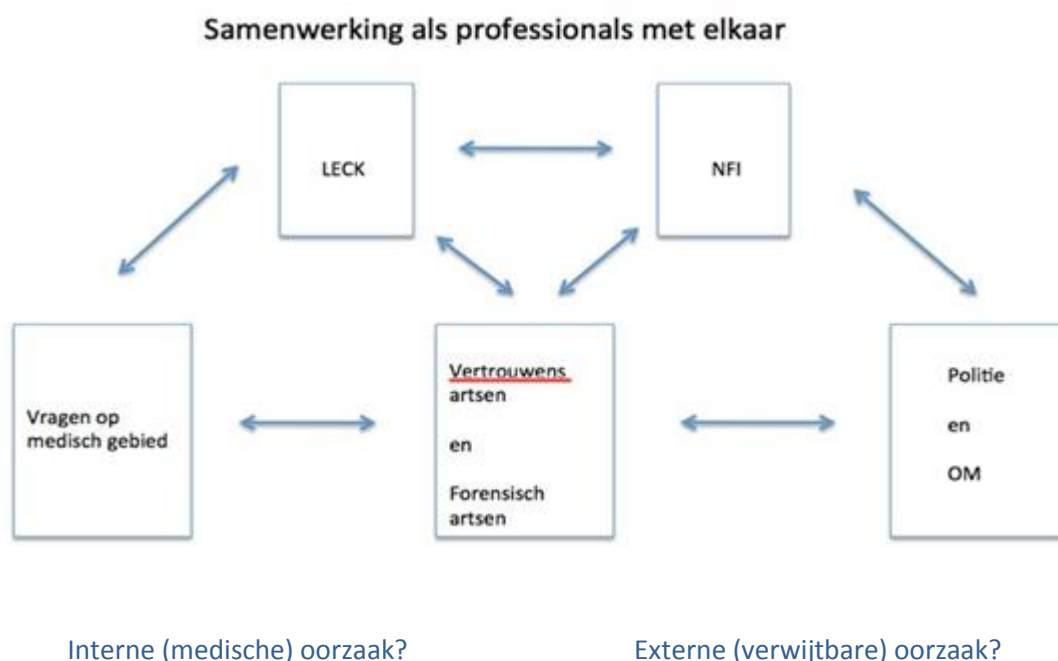 Samenwerking als professionals met elkaar
LECK
NFI
Vragen op
medisch gebied
Vertrouwens
artsen
en
Forensisch
artsen
Politie
en
OM
Interne (medische) oorzaak?
Externe (verwijtbare) oorzaak?